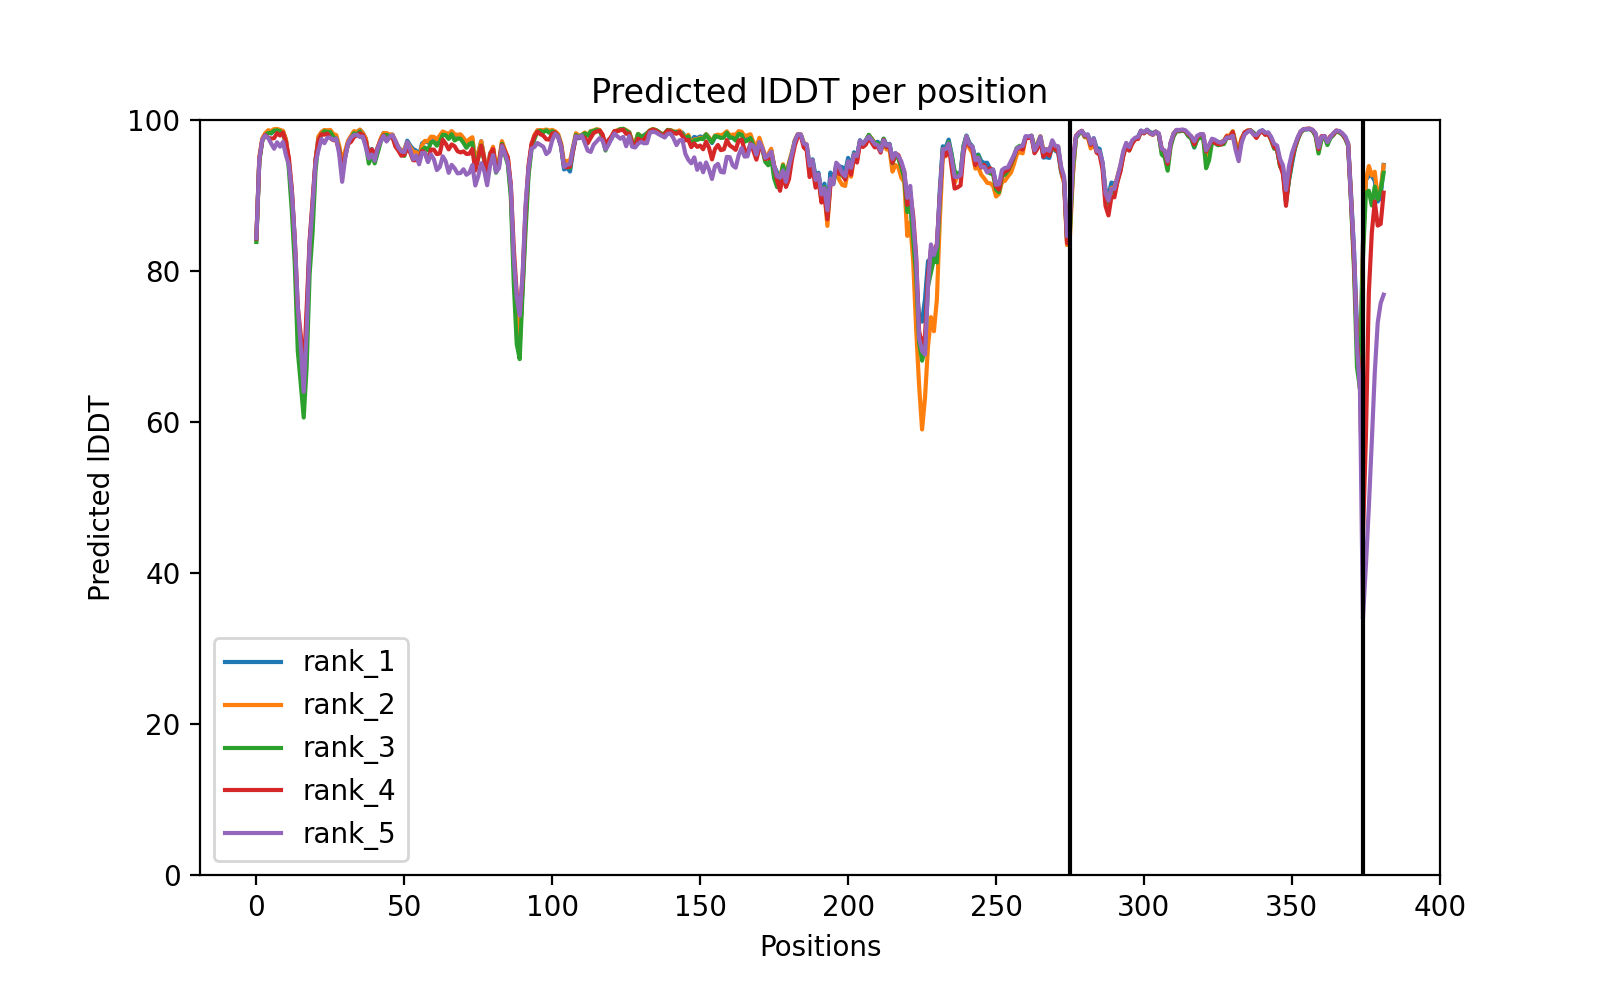 Predicted lDDT per position
100
80
60
40
20
0
Predicted lDDT
rank_1
rank_2
rank_3
rank_4
rank_5
0 50 100 150 200 250 300 350 400
Positions